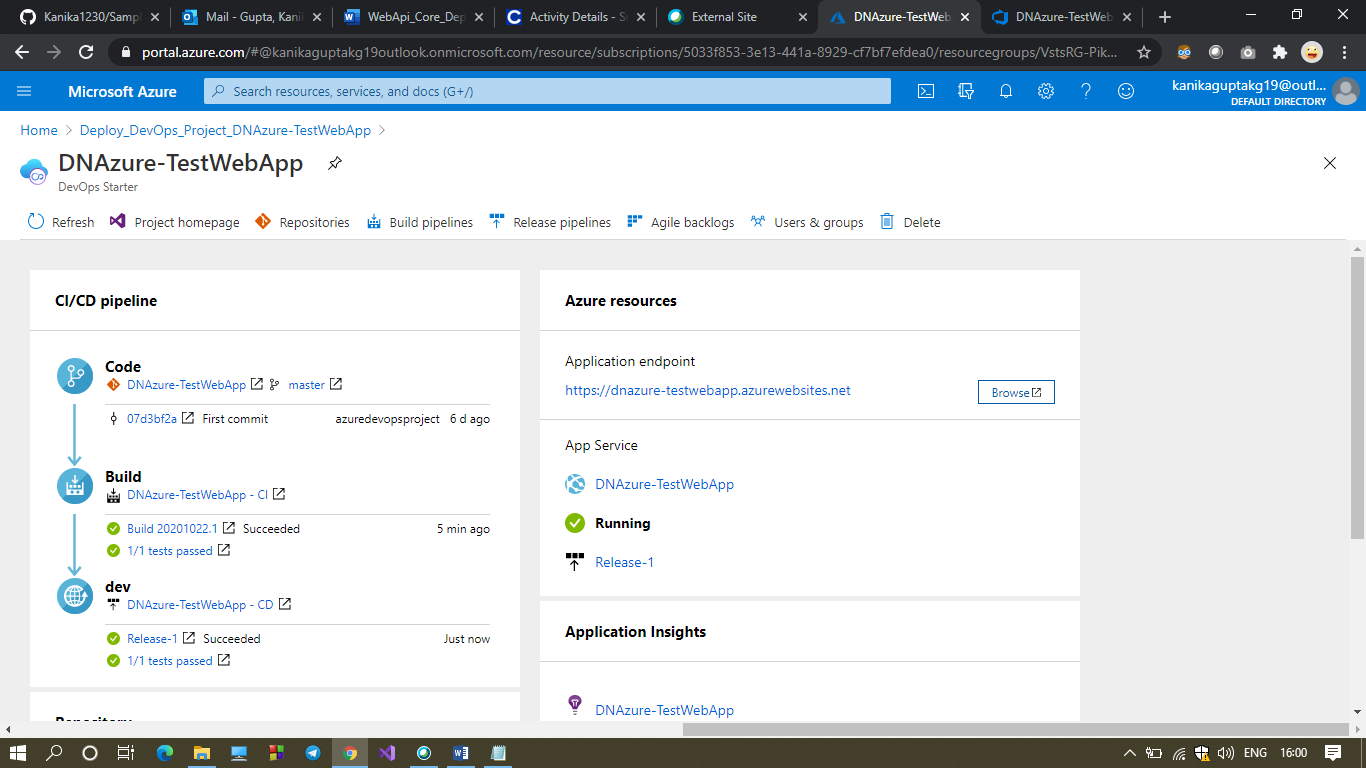 Kanika1230/Samp
Mail - Gupta, Kani
WebApi_Core_Dep
Activity Details - S
External Site
DNAzure-TestWeb
DNAzure-TestWeb
portal.azure.com/#@kanikaguptakg19outlook.onmicrosoft.com/resource/subscriptions/5033f853-3e13-441a-8929-cf7bf7efdea0/resourcegroups/VstsRG-Pik...
Microsoft Azure
Search resources, services, and docs (G+/)
kanikaguptakg19@outl...
DEFAULT DIRECTORY
Home > Deploy_DevOps_Project_DNAzure-TestWebApp >
DNAzure-TestWebApp
DevOps Starter
Refresh Project homepage Repositories Build pipelines Release pipelines Agile backlogs Users & groups Delete
CI/CD pipeline
Code
DNAzure-TestWebApp master
07d3bf2a First commit azuredevopsproject 6 d ago
Build
DNAzure-TestWebApp - CI
Build 20201022.1 Succeeded 5 min ago
1/1 tests passed
dev
DNAzure-TestWebApp - CD
Release-1 Succeeded Just now
1/1 tests passed
Repository
Azure resources
Application endpoint
https://dnazure-testwebapp.azurewebsites.net
Browse
App Service
DNAzure-TestWebApp
Running
Release-1
Application Insights
DNAzure-TestWebApp
ENG 16:00